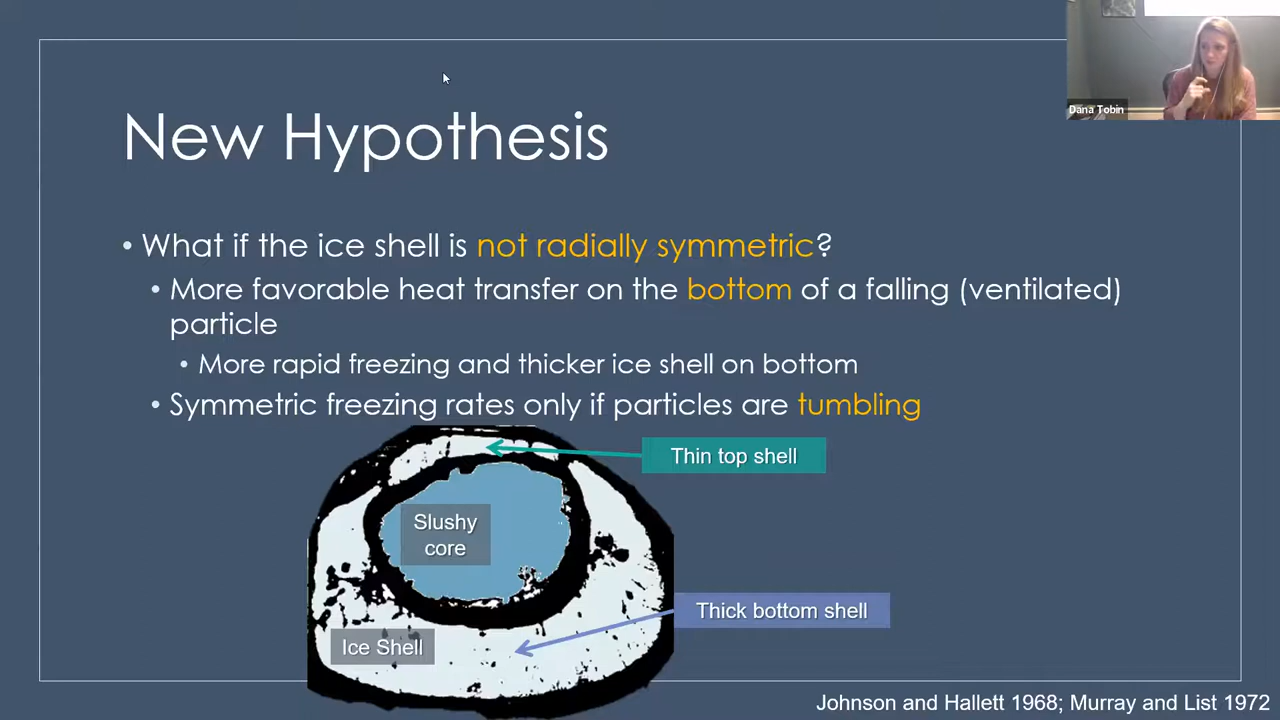 Dana Tobin
New Hypothesis
• What if the ice shell is not radially symmetric?
• More favorable heat transfer on the bottom of a falling (ventilated)
particle
• More rapid freezing and thicker ice shell on bottom
• Symmetric freezing rates only if particles are tumbling
Thin top shell
Slushy
core
Thick bottom shell
Ice Shell
Johnson and Hallett 1968; Murray and List 1972